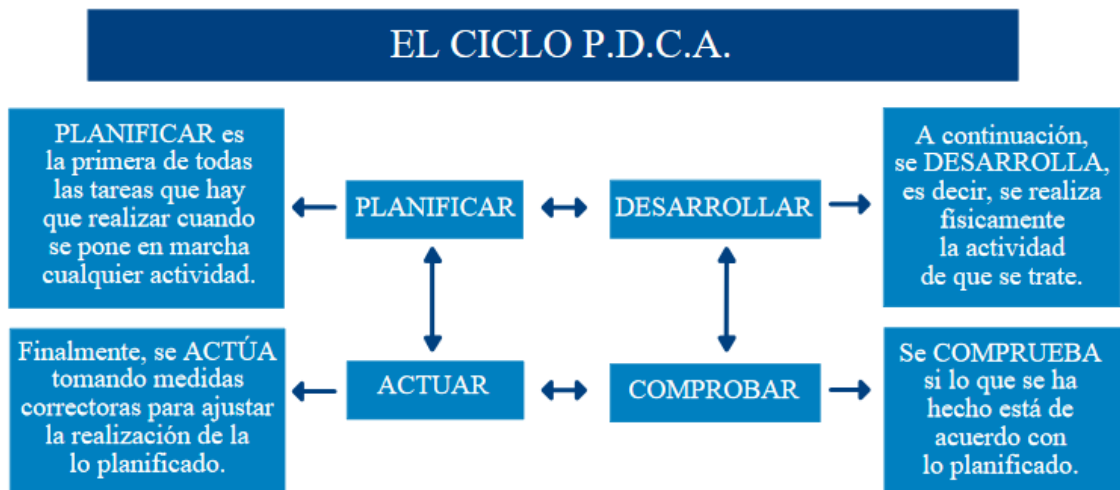 EL CICLO P.D.C.A.
PLANIFICAR es
la primera de todas
las tareas que hay
que realizar cuando
se pone en marcha
cualquier actividad.
PLANIFICAR
DESARROLLAR
A continuación,
se DESARROLLA,
es decir, se realiza
físicamente
la actividad
de que se trate.
Finalmente, se ACTÚA
tomando medidas
correctoras para ajustar
la realización de la
lo planificado.
ACTUAR
COMPROBAR
Se COMPRUEBA
si lo que se ha
hecho está de
acuerdo con
lo planificado.